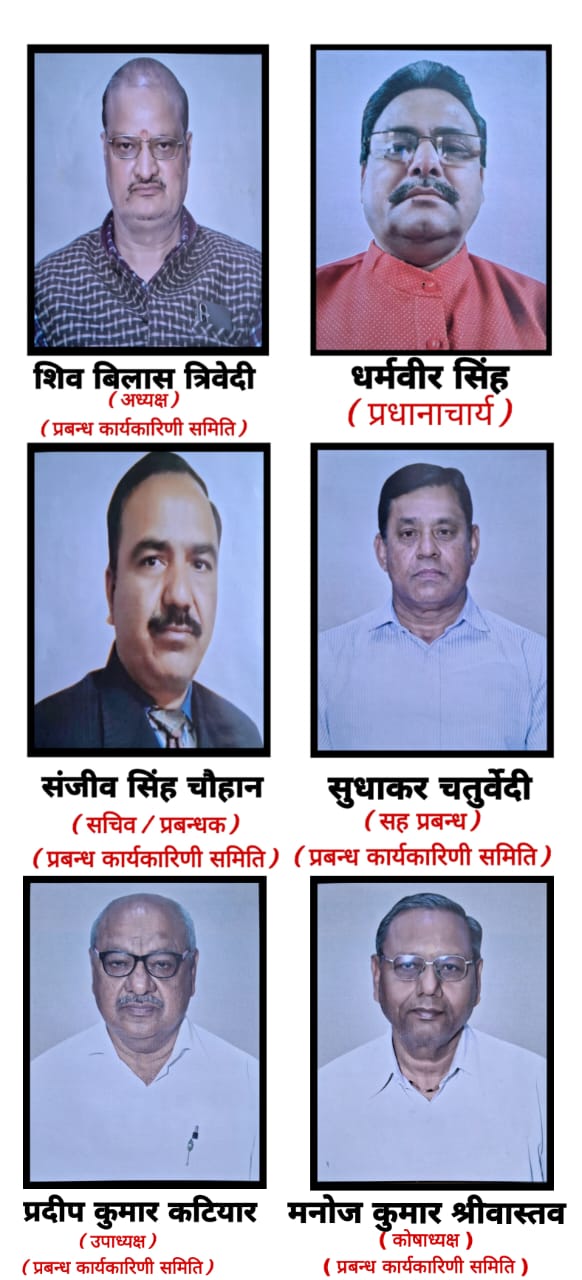 शिव बिलास त्रिवेदी
( अध्यक्ष )
( प्रबन्ध कार्यकारिणी समिति )
धर्मवीर सिंह
( प्रधानाचार्य )
संजीव सिंह चौहान
( सचिव / प्रबन्धक )
( प्रबन्ध कार्यकारिणी समिति )
सुधाकर चतुर्वेदी
( सह प्रबन्ध )
( प्रबन्ध कार्यकारिणी समिति )
प्रदीप कुमार कटियार
( उपाध्यक्ष )
( प्रबन्ध कार्यकारिणी समिति )
मनोज कुमार श्रीवास्तव
( कोषाध्यक्ष )
( प्रबन्ध कार्यकारिणी समिति )